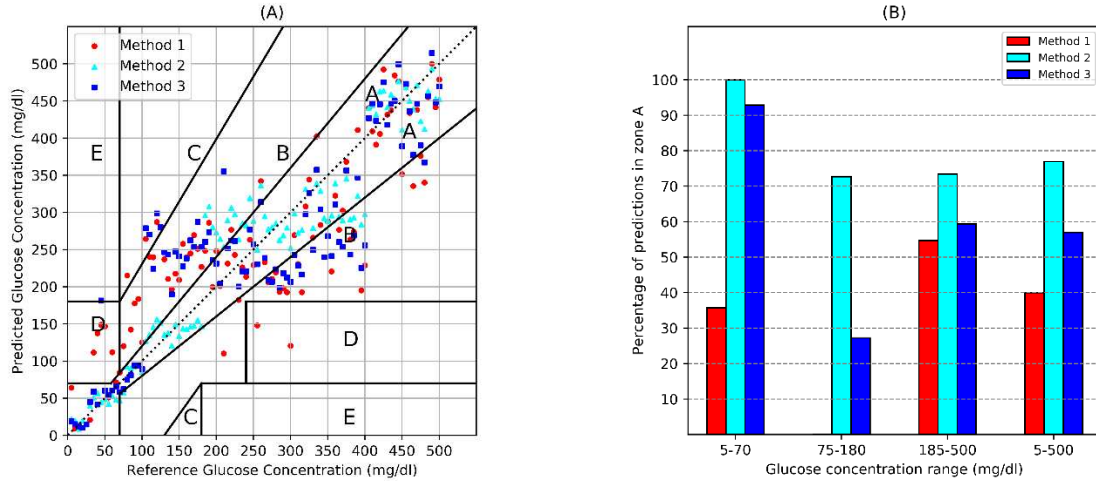 (A)
Predicted Glucose Concentration (mg/dl)
500
450
400
350
300
250
200
150
100
50
0
Method 1
Method 2
Method 3
A
A
E
C
B
B
D
D
C
E
0 50 100 150 200 250 300 350 400 450 500
Reference Glucose Concentration (mg/dl)
(B)
Percentage of predictions in zone A
100
90
80
70
60
50
40
30
20
10
Method 1
Method 2
Method 3
5-70 75-180 185-500 5-500
Glucose concentration range (mg/dl)